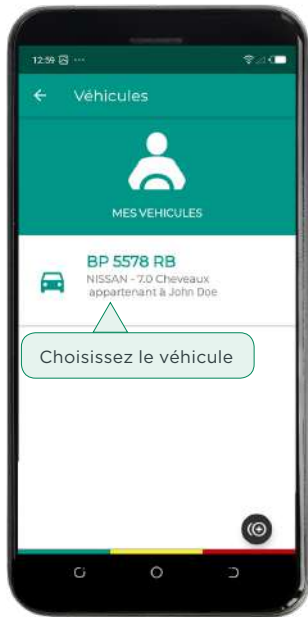 12:59
Véhicules
MES VEHICULES
BP 5578 RB
NISSAN - 7.0 Cheveaux
appartenant à John Doe
Choisissez le véhicule